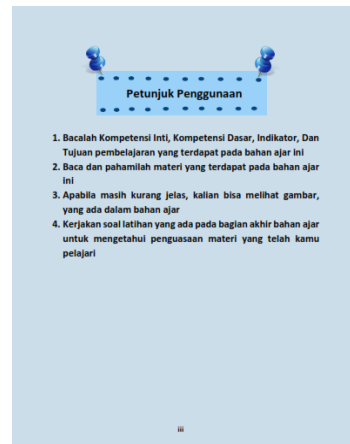 Petunjuk Penggunaan
1. Bacalah Kompetensi Inti, Kompetensi Dasar, Indikator, Dan
Tujuan pembelajaran yang terdapat pada bahan ajar ini
2. Baca dan pahamilah materi yang terdapat pada bahan ajar
ini
3. Apabila masih kurang jelas, kalian bisa melihat gambar,
yang ada dalam bahan ajar
4. Kerjakan soal latihan yang ada pada bagian akhir bahan ajar
untuk mengetahui penguasaan materi yang telah kamu
pelajari
iii